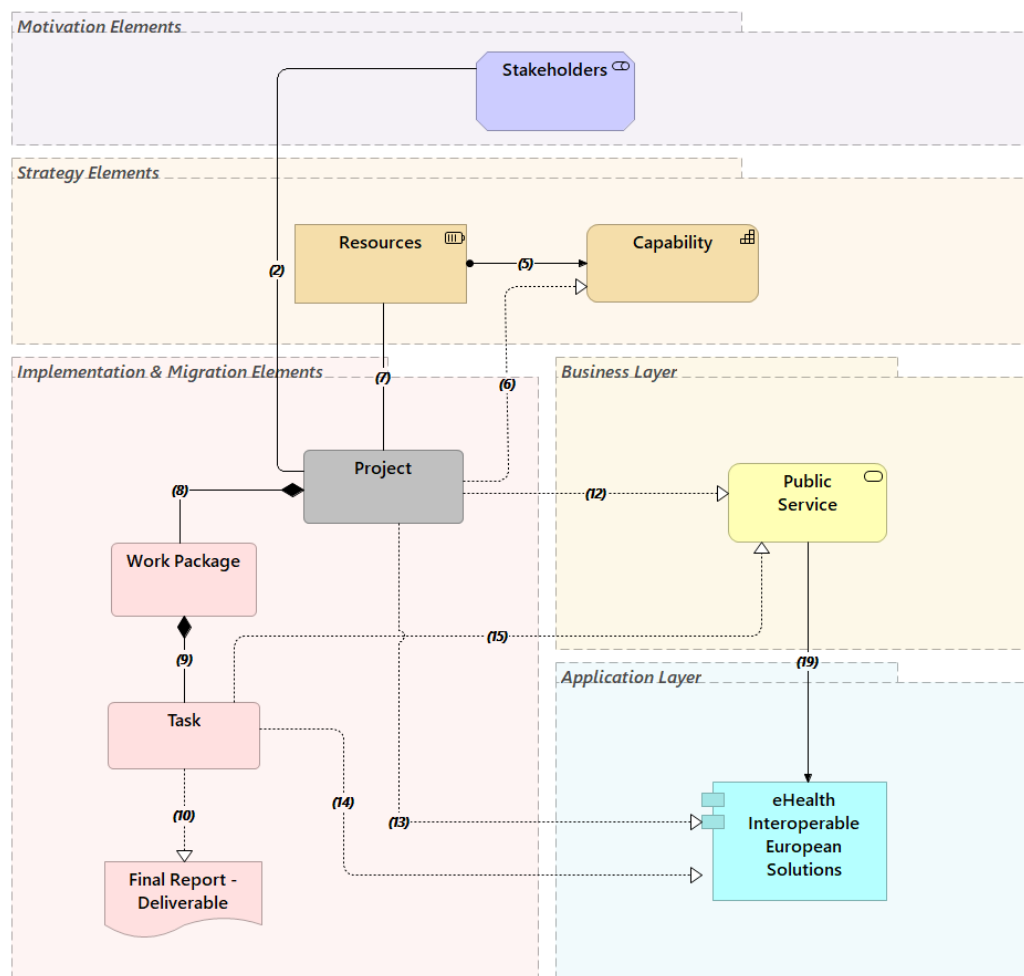 Motivation Elements
Stakeholders
Strategy Elements
Resources
Capability
(2)
(5)
(6)
(7)
Implementation & Migration Elements
Business Layer
Project
Public
Service
(8)
(12)
Work Package
(9)
(15)
(19)
Application Layer
Task
(10)
(14)
(13)
eHealth
Interoperable
European
Solutions
Final Report -
Deliverable